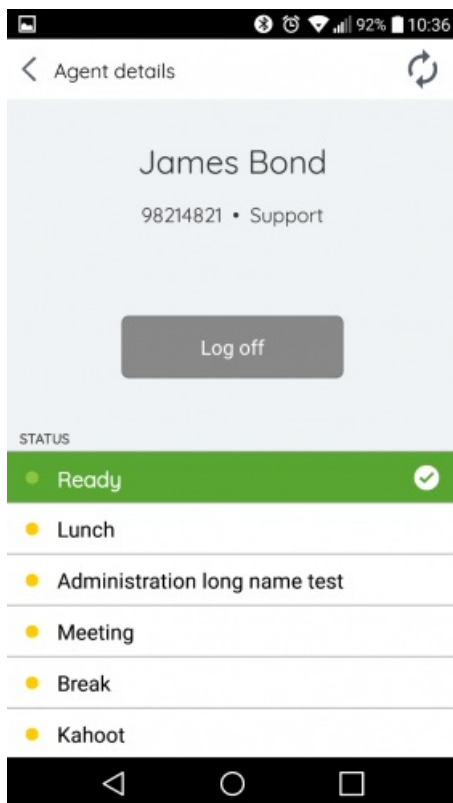 92% 10:36
Agent details
James Bond
98214821 • Support
Log off
STATUS
Ready
Lunch
Administration long name test
Meeting
Break
Kahoot